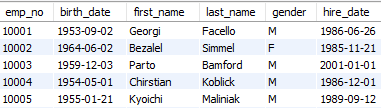 emp_no birth_date first_name last_name gender hire_date
10001 1953-09-02 Georgi Facello M 1986-06-26
10002 1964-06-02 Bezalel Simmel F 1985-11-21
10003 1959-12-03 Parto Bamford M 2001-01-01
10004 1954-05-01 Chirstian Koblick M 1986-12-01
10005 1955-01-21 Kyoichi Maliniak M 1989-09-12